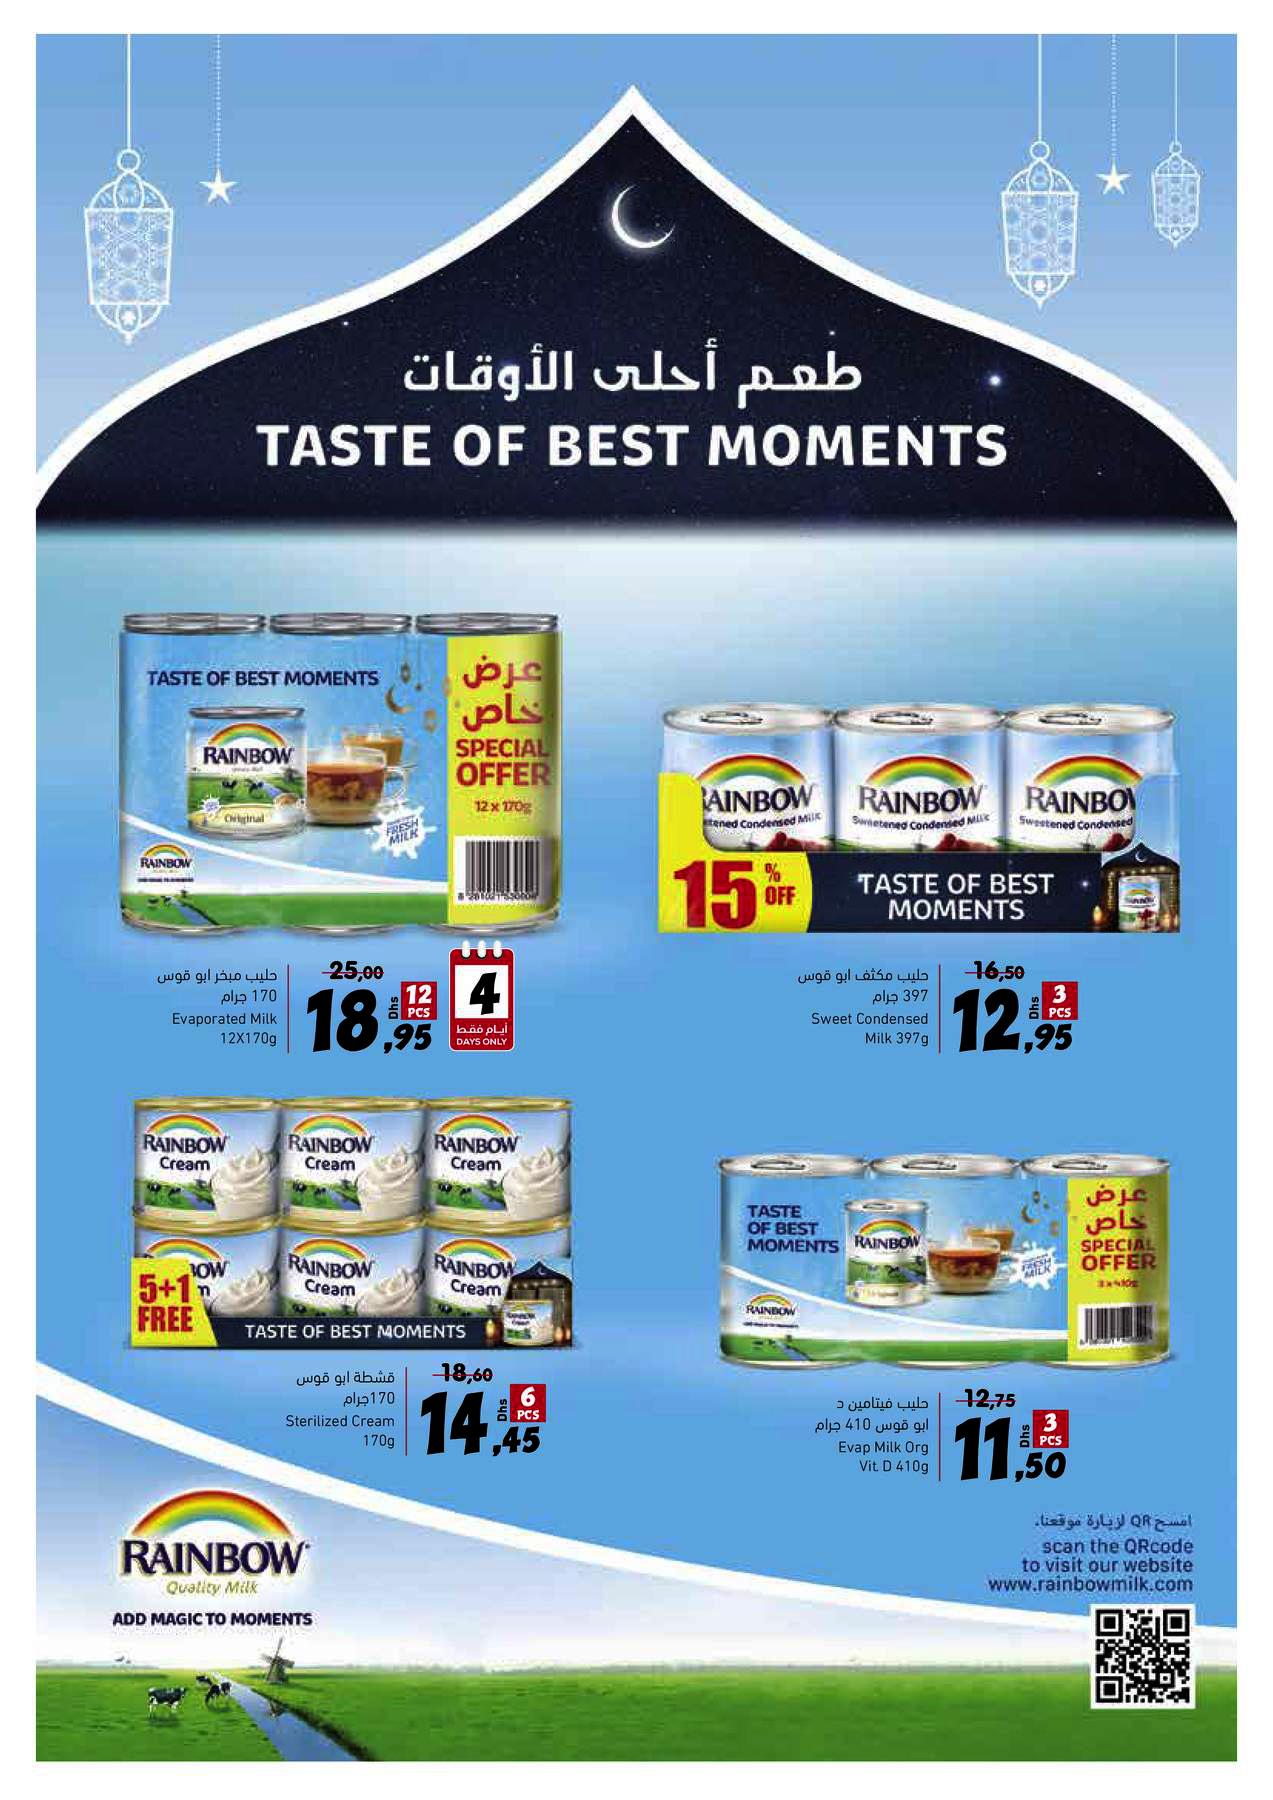 طعم أحلى الأوقات
TASTE OF BEST MOMENTS
TASTE OF BEST MOMENTS
عرض
خاص
SPECIAL
OFFER
12 x 170g
RAINBOW
Original
FRESH
MILK
RAINBOW
حليب مبخر ابو قوس
170 جرام
Evaporated Milk
12X170g
25,00
18,95
Dhs
12
PCS
4
أيام فقط
DAYS ONLY
RAINBOW
Sweetened Condensed Milk
RAINBOW
Sweetened Condensed Milk
RAINBOW
Sweetened Condensed
15% OFF
TASTE OF BEST
MOMENTS
حليب مكثف ابو قوس
397 جرام
Sweet Condensed
Milk 397g
16,50
12,95
Dhs
3
PCS
RAINBOW
Cream
RAINBOW
Cream
RAINBOW
Cream
RAINBOW
Cream
RAINBOW
Cream
5+1
FREE
TASTE OF BEST MOMENTS
قشطة ابو قوس
170جرام
Sterilized Cream
170g
18,60
14,45
Dhs
6
PCS
TASTE
OF BEST
MOMENTS
RAINBOW
FRESH
MILK
RAINBOW
عرض
خاص
SPECIAL
OFFER
3 x 410g
حليب فيتامين د
ابو قوس 410 جرام
Evap Milk Org
Vit. D 410g
12,75
11,50
Dhs
3
PCS
RAINBOW
Quality Milk
ADD MAGIC TO MOMENTS
امسح QR لزيارة موقعنا.
scan the QRcode
to visit our website
www.rainbowmilk.com